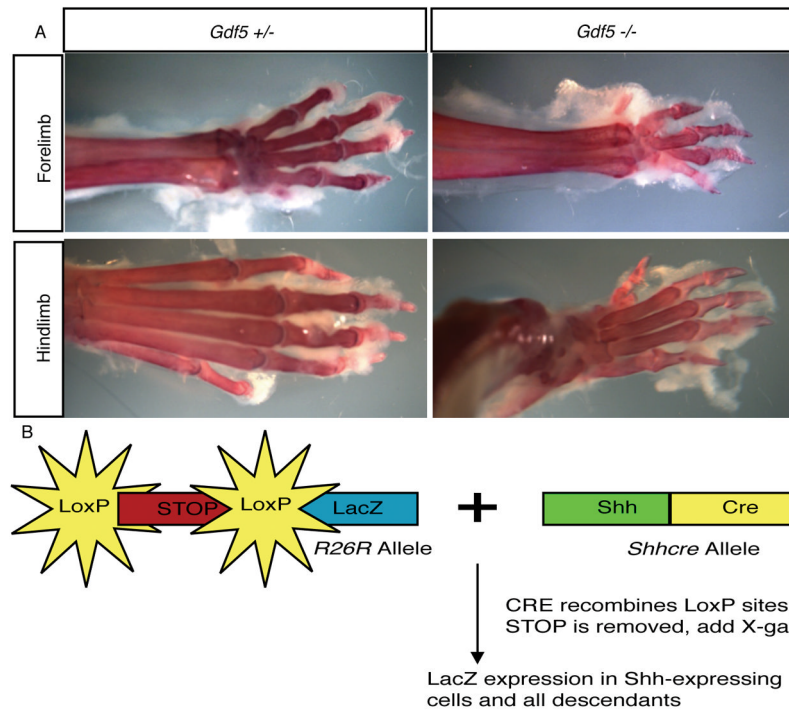 A
Gdf5 +/-
Gdf5 -/-
Forelimb
Hindlimb
B
LoxP
STOP
LoxP
LacZ
Shh
Cre
R26R Allele
Shhcre Allele
CRE recombines LoxP sites
STOP is removed, add X-ga
LacZ expression in Shh-expressing
cells and all descendants